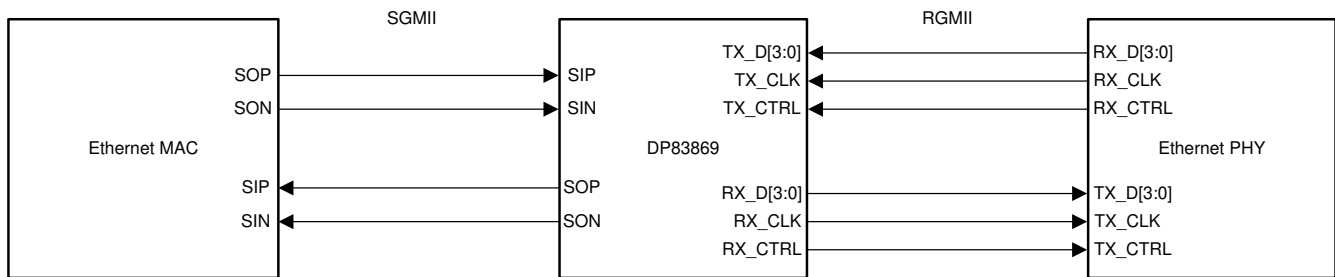 SGMII
RGMII
SOP
SON
Ethernet MAC
SIP
SIN
SIP
SIN
DP83869
SOP
SON
TX_D[3:0]
TX_CLK
TX_CTRL
RX_D[3:0]
RX_CLK
RX_CTRL
RX_D[3:0]
RX_CLK
RX_CTRL
Ethernet PHY
TX_D[3:0]
TX_CLK
TX_CTRL